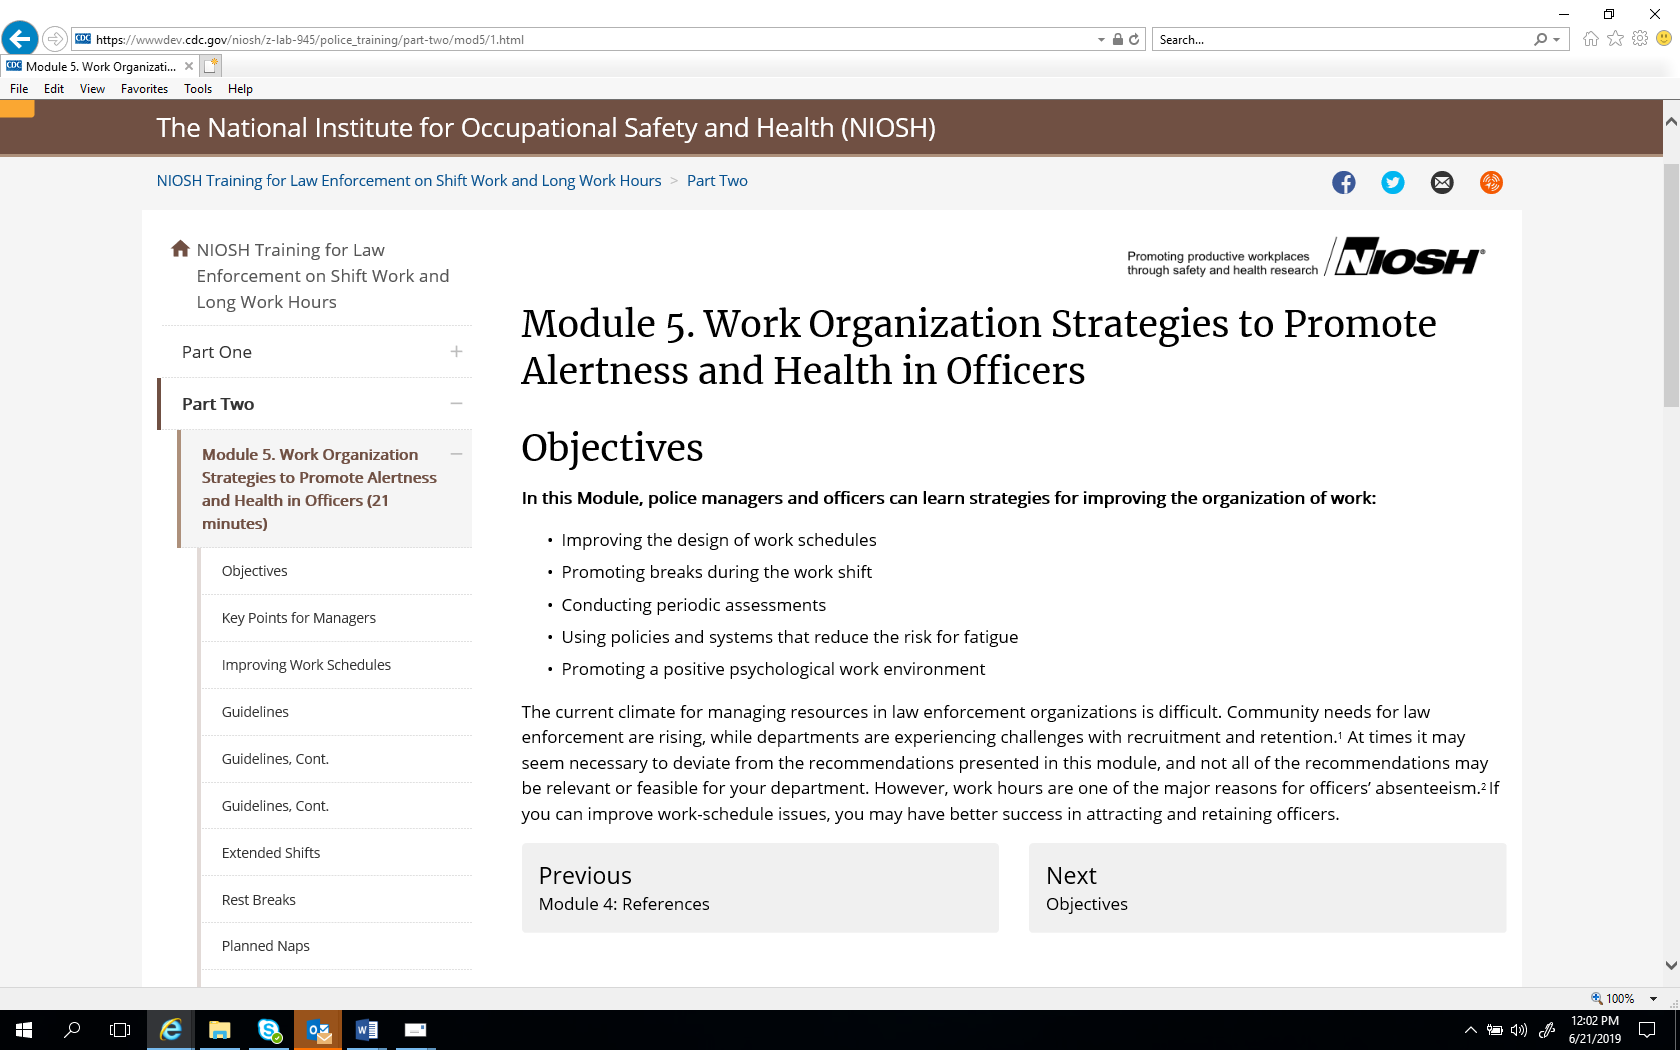 https://wwwdev.cdc.gov/niosh/z-lab-945/police_training/part-two/mod5/1.html
Search...
CDC Module 5. Work Organizati...
File Edit View Favorites Tools Help
The National Institute for Occupational Safety and Health (NIOSH)
NIOSH Training for Law Enforcement on Shift Work and Long Work Hours > Part Two
NIOSH Training for Law
Enforcement on Shift Work and
Long Work Hours
Part One
Part Two
Module 5. Work Organization
Strategies to Promote Alertness
and Health in Officers (21
minutes)
Objectives
Key Points for Managers
Improving Work Schedules
Guidelines
Guidelines, Cont.
Guidelines, Cont.
Extended Shifts
Rest Breaks
Planned Naps
Promoting productive workplaces
through safety and health research
NIOSH®
Module 5. Work Organization Strategies to Promote
Alertness and Health in Officers
Objectives
In this Module, police managers and officers can learn strategies for improving the organization of work:
• Improving the design of work schedules
• Promoting breaks during the work shift
• Conducting periodic assessments
• Using policies and systems that reduce the risk for fatigue
• Promoting a positive psychological work environment
The current climate for managing resources in law enforcement organizations is difficult. Community needs for law
enforcement are rising, while departments are experiencing challenges with recruitment and retention.1 At times it may
seem necessary to deviate from the recommendations presented in this module, and not all of the recommendations may
be relevant or feasible for your department. However, work hours are one of the major reasons for officers’ absenteeism.2 If
you can improve work-schedule issues, you may have better success in attracting and retaining officers.
Previous
Module 4: References
Next
Objectives
100%
12:02 PM
6/21/2019